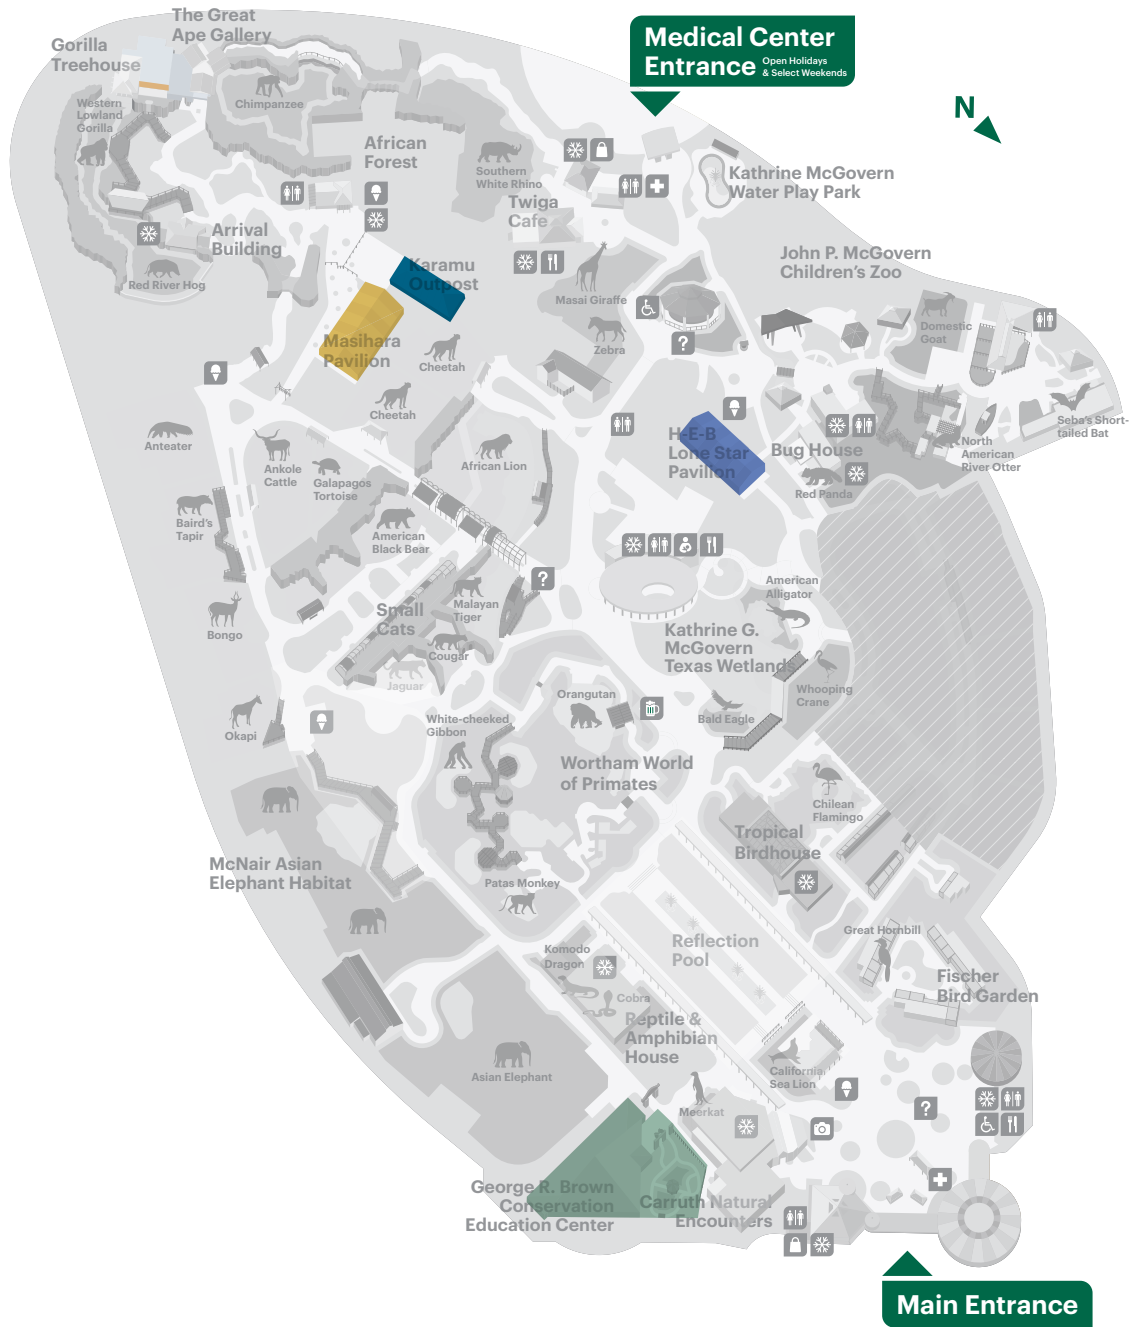 The Great
Ape Gallery
Gorilla
Treehouse
Medical Center
Entrance
Open Holidays
& Select Weekends
N
Western
Lowland
Gorilla
Chimpanzee
African
Forest
Southern
White Rhino
Kathrine McGovern
Water Play Park
Twiga
Cafe
Arrival
Building
Red River Hog
Karamu
Outpost
Masai Giraffe
John P. McGovern
Children's Zoo
Masihara
Pavilion
Cheetah
Zebra
?
Domestic
Goat
Cheetah
Anteater
Ankole
Cattle
Galapagos
Tortoise
African Lion
H-E-B
Lone Star
Pavilion
Bug House
Red Panda
North
American
River Otter
Seba's Short-
tailed Bat
Baird's
Tapir
American
Black Bear
?
Bongo
Small
Cats
Malayan
Tiger
Cougar
Jaguar
American
Alligator
Kathrine G.
McGovern
Texas Wetlands
Whooping
Crane
Bald Eagle
Okapi
White-cheeked
Gibbon
Orangutan
Wortham World
of Primates
Chilean
Flamingo
Tropical
Birdhouse
McNair Asian
Elephant Habitat
Patas Monkey
Reflection
Pool
Great Hornbill
Fischer
Bird Garden
Komodo
Dragon
Cobra
Reptile &
Amphibian
House
Asian Elephant
California
Sea Lion
Meerkat
?
George R. Brown
Conservation
Education Center
Carruth Natural
Encounters
Main Entrance